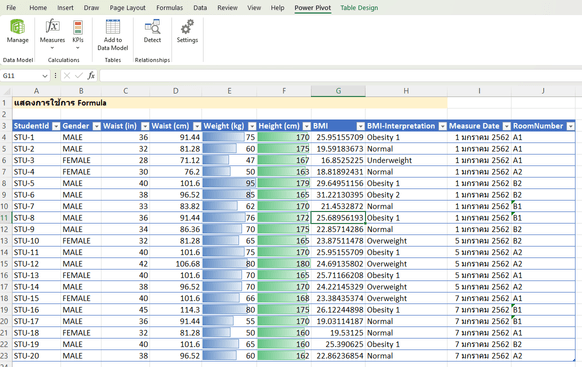 File Home Insert Draw Page Layout Formulas Data Review View Help Power Pivot Table Design
Manage Measures KPIs Add to Data Model Detect Settings
Data Model Calculations Tables Relationships
G11 fx
A B C D E F G H I J
1 แสดงการใช้การ Formula
2
3 StudentId Gender Waist (in) Waist (cm) Weight (kg) Height (cm) BMI BMI-Interpretation Measure Date RoomNumber
4 STU-1 MALE 36 91.44 75 170 25.95155709 Obesity 1 1 มกราคม 2562 A1
5 STU-2 MALE 32 81.28 60 175 19.59183673 Normal 1 มกราคม 2562 A1
6 STU-3 FEMALE 28 71.12 47 167 16.8525225 Underweight 1 มกราคม 2562 A1
7 STU-4 FEMALE 30 76.2 50 163 18.81892431 Normal 1 มกราคม 2562 A2
8 STU-5 MALE 40 101.6 95 179 29.64951156 Obesity 1 1 มกราคม 2562 B2
9 STU-6 MALE 38 96.52 85 165 31.22130395 Obesity 2 1 มกราคม 2562 B2
10 STU-7 MALE 33 83.82 62 170 21.4532872 Normal 1 มกราคม 2562 B1
11 STU-8 MALE 36 91.44 76 172 25.68956193 Obesity 1 1 มกราคม 2562 B1
12 STU-9 MALE 34 86.36 70 175 22.85714286 Normal 1 มกราคม 2562 B2
13 STU-10 FEMALE 32 81.28 65 165 23.87511478 Overweight 5 มกราคม 2562 B2
14 STU-11 MALE 40 101.6 75 170 25.95155709 Obesity 1 5 มกราคม 2562 A2
15 STU-12 MALE 42 106.68 80 180 24.69135802 Overweight 5 มกราคม 2562 A2
16 STU-13 MALE 40 101.6 70 165 25.71166208 Obesity 1 7 มกราคม 2562 A1
17 STU-14 MALE 38 96.52 70 170 24.22145329 Overweight 7 มกราคม 2562 A2
18 STU-15 MALE 40 101.6 66 168 23.38435374 Overweight 7 มกราคม 2562 A1
19 STU-16 MALE 45 114.3 80 175 26.12244898 Obesity 1 7 มกราคม 2562 B1
20 STU-17 MALE 36 91.44 55 170 19.03114187 Normal 7 มกราคม 2562 B1
21 STU-18 FEMALE 32 81.28 50 160 19.53125 Normal 7 มกราคม 2562 A1
22 STU-19 MALE 40 101.6 65 160 25.390625 Obesity 1 7 มกราคม 2562 B2
23 STU-20 MALE 38 96.52 60 162 22.86236854 Normal 7 มกราคม 2562 A2